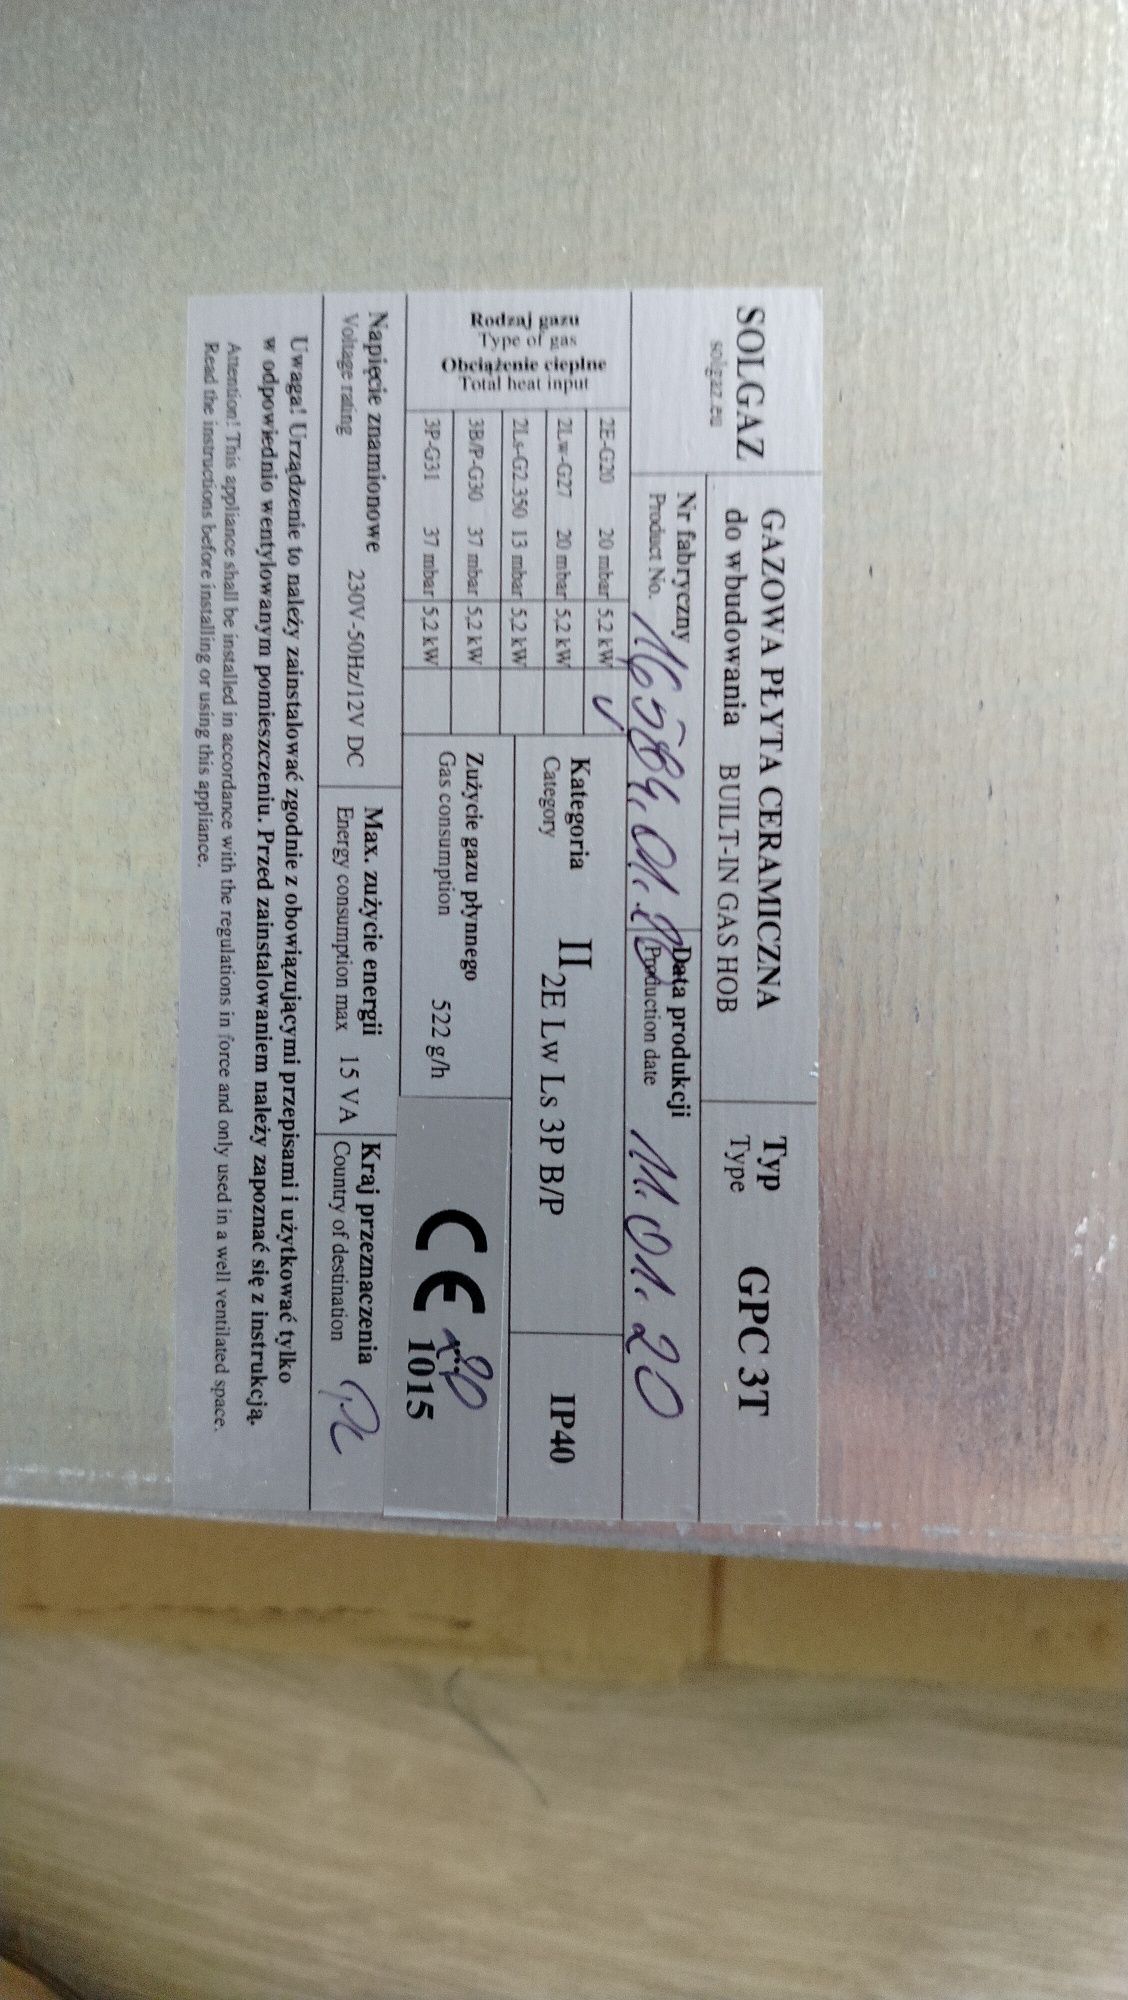 SOLGAZ
solgaz.eu
GAZOWA PŁYTA CERAMICZNA
do wbudowania BUILT-IN GAS HOB
Typ
Type
GPC 3T
Nr fabryczny
Product No.
16584.01.20
Data produkcji
Production date
11.01.20
Rodzaj gazu
Type of gas
Obciążenie cieplne
Total heat input
2E-G20 20 mbar 5,2 kW ✓
2Lw-G27 20 mbar 5,2 kW
2Ls-G2.350 13 mbar 5,2 kW
3B/P-G30 37 mbar 5,2 kW
3P-G31 37 mbar 5,2 kW
Kategoria
Category
II2E Lw Ls 3P B/P
IP40
Zużycie gazu płynnego
Gas consumption
522 g/h
CE
20
1015
Napięcie znamionowe
Voltage rating
230V-50Hz/12V DC
Max. zużycie energii
Energy consumption max
15 VA
Kraj przeznaczenia
Country of destination
PL
Uwaga! Urządzenie to należy zainstalować zgodnie z obowiązującymi przepisami i użytkować tylko
w odpowiednio wentylowanym pomieszczeniu. Przed zainstalowaniem należy zapoznać się z instrukcją.
Attention! This appliance shall be installed in accordance with the regulations in force and only used in a well ventilated space.
Read the instructions before installing or using this appliance.